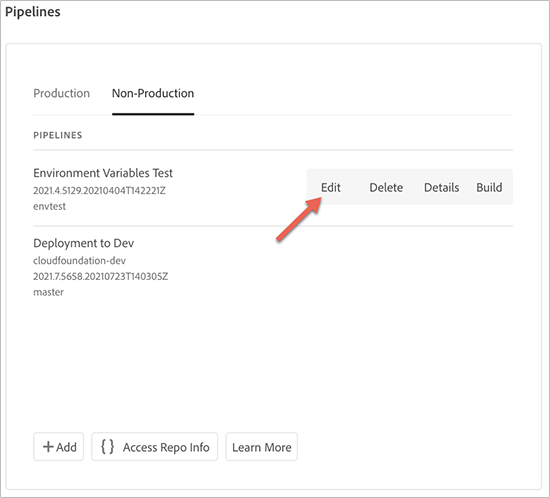 Pipelines
Production Non-Production
PIPELINES
Environment Variables Test
2021.4.5129.20210404T142221Z
envtest
Edit Delete Details Build
Deployment to Dev
cloudfoundation-dev
2021.7.5658.20210723T140305Z
master
+Add {} Access Repo Info Learn More